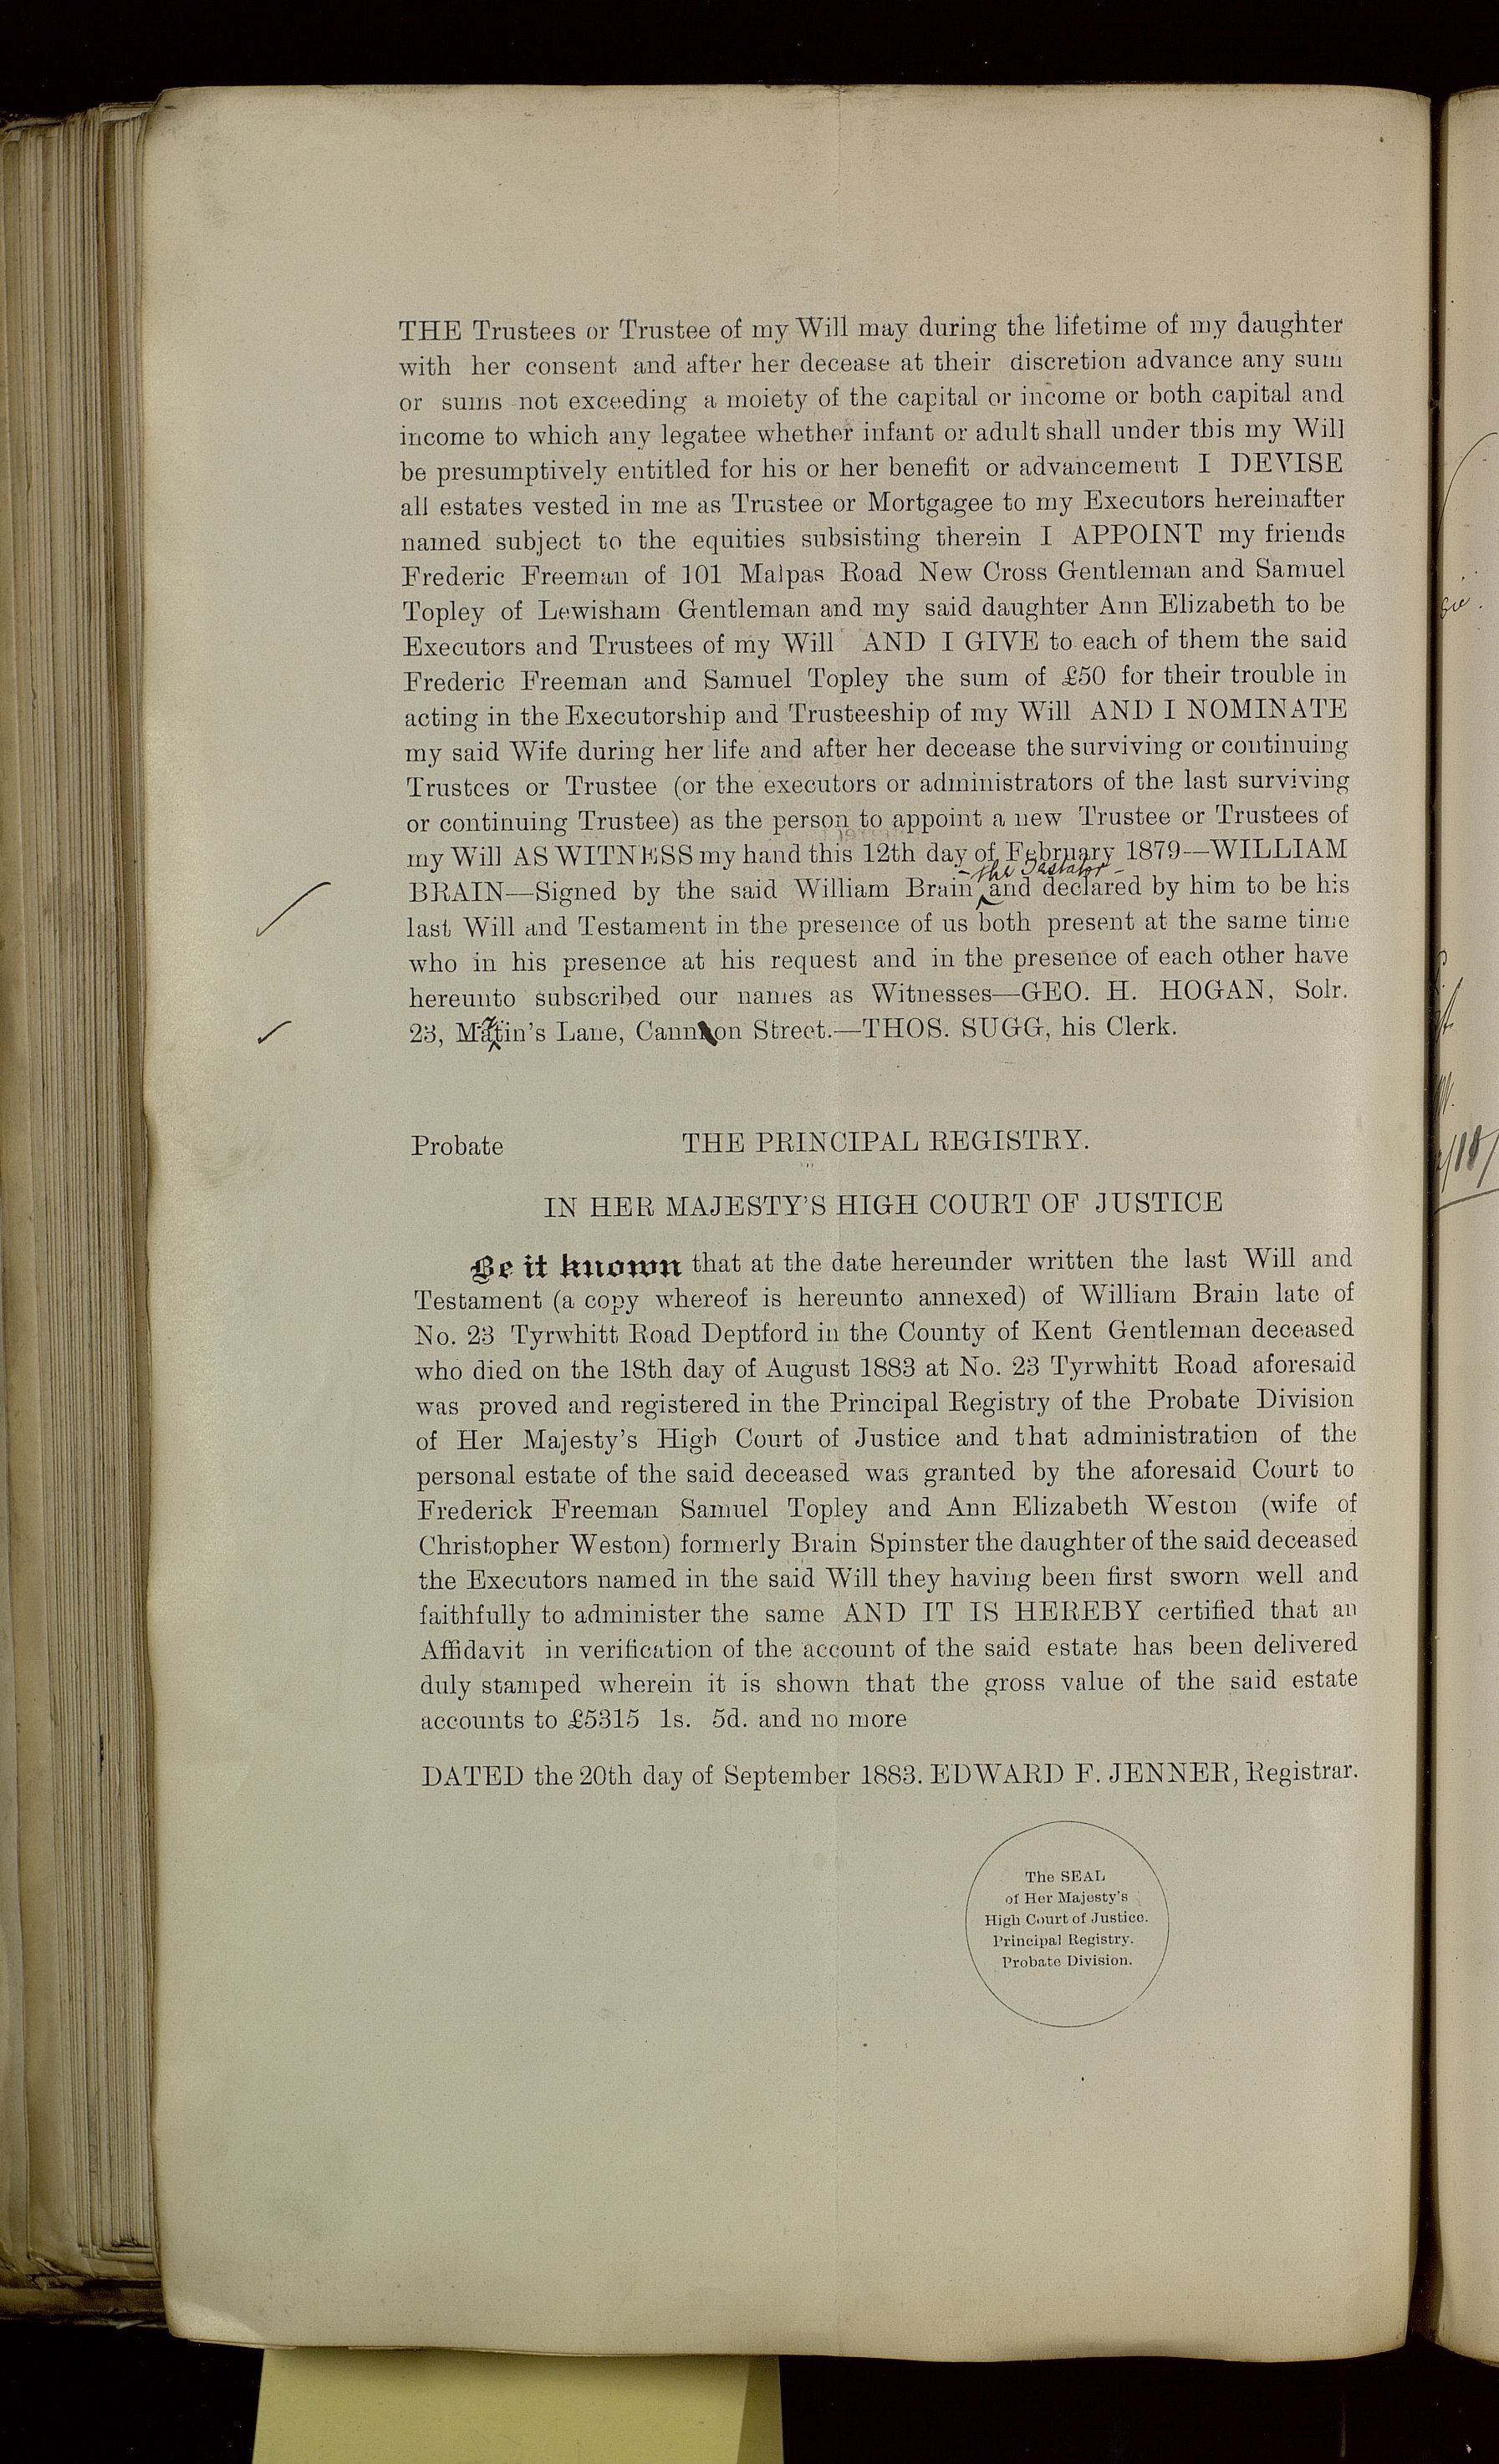 THE Trustees or Trustee of my Will may during the lifetime of my daughter
with her consent and after her decease at their discretion advance any sum
or sums not exceeding a moiety of the capital or income or both capital and
income to which any legatee whether infant or adult shall under this my Will
be presumptively entitled for his or her benefit or advancement I DEVISE
all estates vested in me as Trustee or Mortgagee to my Executors hereinafter
named subject to the equities subsisting therein I APPOINT my friends
Frederic Freeman of 101 Malpas Road New Cross Gentleman and Samuel
Topley of Lewisham Gentleman and my said daughter Ann Elizabeth to be
Executors and Trustees of my Will AND I GIVE to each of them the said
Frederic Freeman and Samuel Topley the sum of £50 for their trouble in
acting in the Executorship and Trusteeship of my Will AND I NOMINATE
my said Wife during her life and after her decease the surviving or continuing
Trustees or Trustee (or the executors or administrators of the last surviving
or continuing Trustee) as the person to appoint a new Trustee or Trustees of
my Will AS WITNESS my hand this 12th day of February 1879—WILLIAM
- the Testator -
BRAIN—Signed by the said William Brain and declared by him to be his
last Will and Testament in the presence of us both present at the same time
who in his presence at his request and in the presence of each other have
hereunto subscribed our names as Witnesses—GEO. H. HOGAN, Solr.
23, Martin's Lane, Cannon Street.—THOS. SUGG, his Clerk.
Probate THE PRINCIPAL REGISTRY.
IN HER MAJESTY'S HIGH COURT OF JUSTICE
Be it known that at the date hereunder written the last Will and
Testament (a copy whereof is hereunto annexed) of William Brain late of
No. 23 Tyrwhitt Road Deptford in the County of Kent Gentleman deceased
who died on the 18th day of August 1883 at No. 23 Tyrwhitt Road aforesaid
was proved and registered in the Principal Registry of the Probate Division
of Her Majesty's High Court of Justice and that administration of the
personal estate of the said deceased was granted by the aforesaid Court to
Frederick Freeman Samuel Topley and Ann Elizabeth Weston (wife of
Christopher Weston) formerly Brain Spinster the daughter of the said deceased
the Executors named in the said Will they having been first sworn well and
faithfully to administer the same AND IT IS HEREBY certified that an
Affidavit in verification of the account of the said estate has been delivered
duly stamped wherein it is shown that the gross value of the said estate
accounts to £5315 1s. 5d. and no more
DATED the 20th day of September 1883. EDWARD F. JENNER, Registrar.
The SEAL
of Her Majesty's
High Court of Justice.
Principal Registry.
Probate Division.